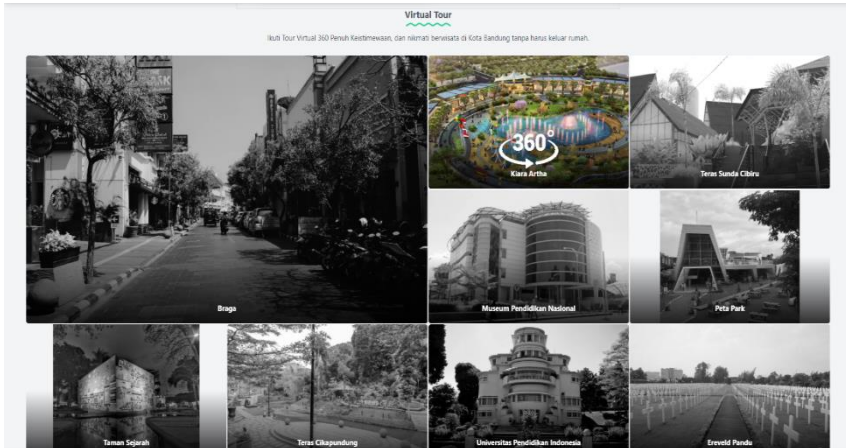 Virtual Tour
Ikuti Tour Virtual 360 Penuh Keistimewaan, dan nikmati berwisata di Kota Bandung tanpa harus keluar rumah.
360°
Kiara Artha
Teras Sunda Cibiru
Braga
Museum Pendidikan Nasional
Peta Park
Taman Sejarah
Teras Cikapundung
Universitas Pendidikan Indonesia
Ereveld Pandu